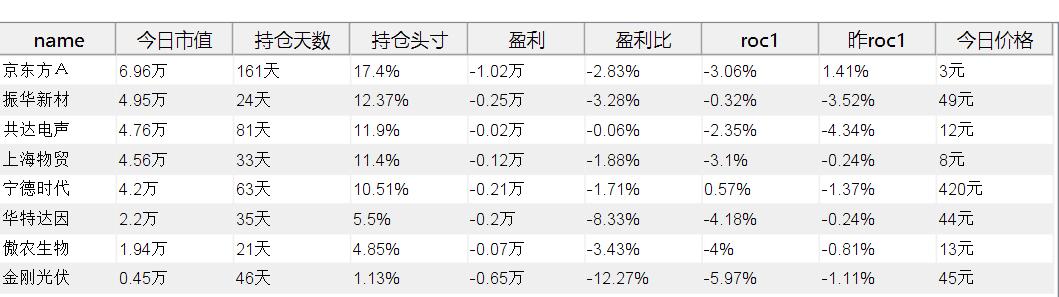 name 今日市值 持仓天数 持仓头寸 盈利 盈利比 roc1 昨roc1 今日价格
京东方A 6.96万 161天 17.4% -1.02万 -2.83% -3.06% 1.41% 3元
振华新材 4.95万 24天 12.37% -0.25万 -3.28% -0.32% -3.52% 49元
共达电声 4.76万 81天 11.9% -0.02万 -0.06% -2.35% -4.34% 12元
上海物贸 4.56万 33天 11.4% -0.12万 -1.88% -3.1% -0.24% 8元
宁德时代 4.2万 63天 10.51% -0.21万 -1.71% 0.57% -1.37% 420元
华特达因 2.2万 35天 5.5% -0.2万 -8.33% -4.18% -0.24% 44元
傲农生物 1.94万 21天 4.85% -0.07万 -3.43% -4% -0.81% 13元
金刚光伏 0.45万 46天 1.13% -0.65万 -12.27% -5.97% -1.11% 45元